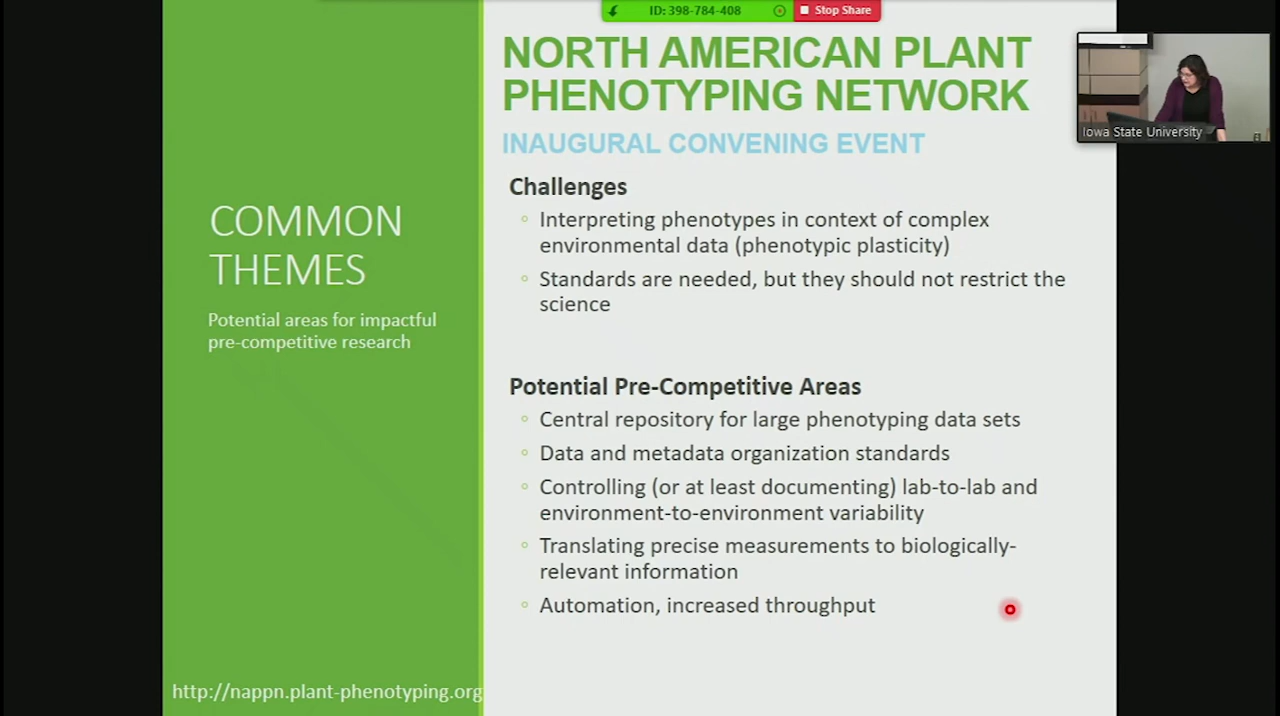 ID: 398-784-408
Stop Share
NORTH AMERICAN PLANT
PHENOTYPING NETWORK
INAUGURAL CONVENING EVENT
Iowa State University
COMMON
THEMES
Potential areas for impactful
pre-competitive research
Challenges
Interpreting phenotypes in context of complex
environmental data (phenotypic plasticity)
Standards are needed, but they should not restrict the
science
Potential Pre-Competitive Areas
Central repository for large phenotyping data sets
Data and metadata organization standards
Controlling (or at least documenting) lab-to-lab and
environment-to-environment variability
Translating precise measurements to biologically-
relevant information
Automation, increased throughput
http://nappn.plant-phenotyping.org